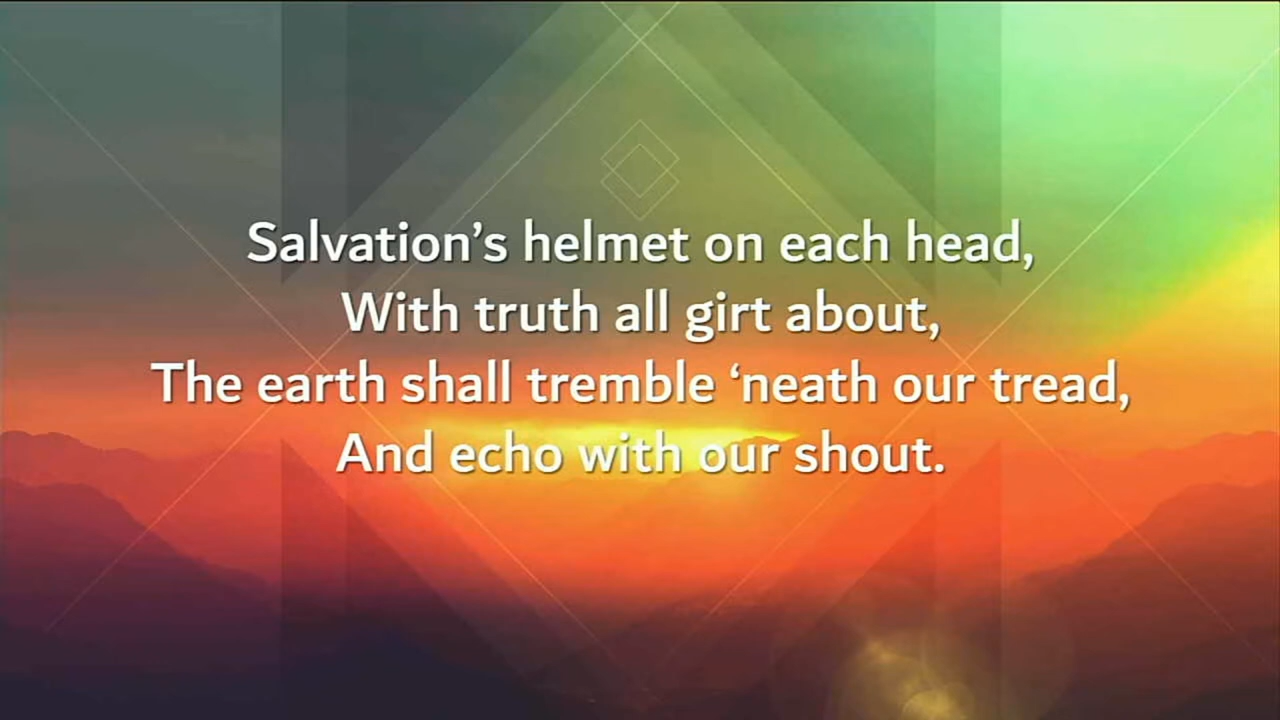 Salvation’s helmet on each head,
With truth all girt about,
The earth shall tremble ‘neath our tread,
And echo with our shout.